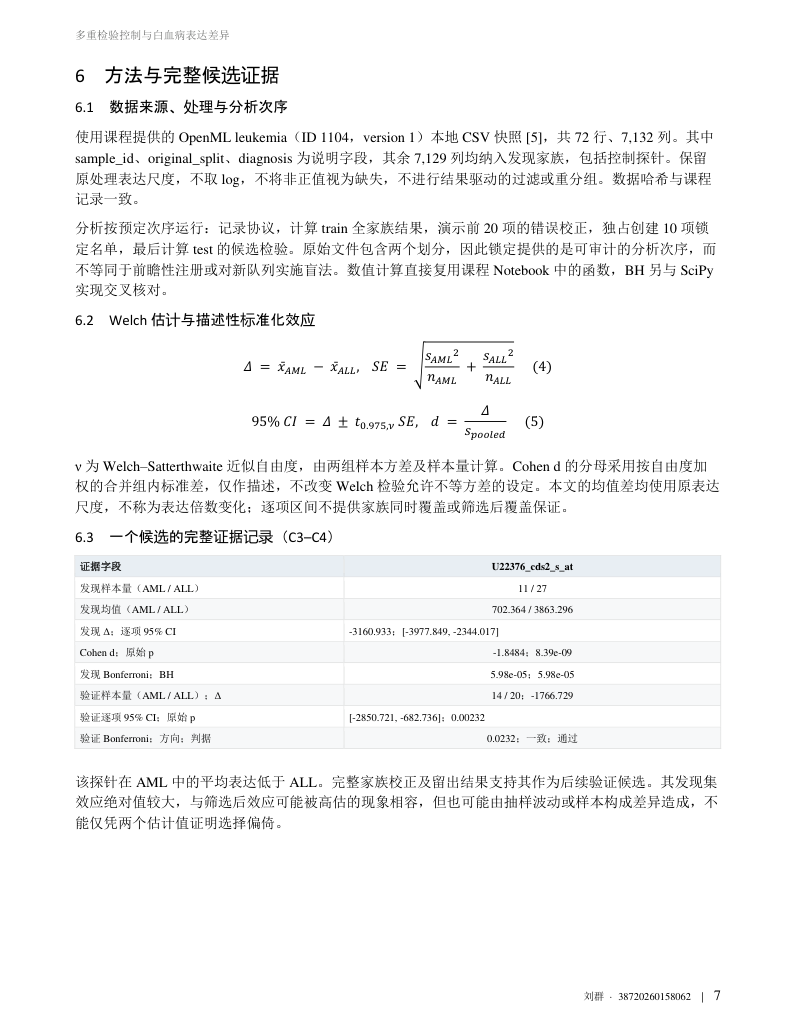 多重检验控制与白血病表达差异
6 方法与完整候选证据
6.1 数据来源、处理与分析次序
使用课程提供的 OpenML leukemia（ID 1104，version 1）本地 CSV 快照 [5]，共 72 行、7,132 列。其中
sample_id、original_split、diagnosis 为说明字段，其余 7,129 列均纳入发现家族，包括控制探针。保留
原处理表达尺度，不取 log，不将非正值视为缺失，不进行结果驱动的过滤或重分组。数据哈希与课程
记录一致。
分析按预定次序运行：记录协议，计算 train 全家族结果，演示前 20 项的错误校正，独占创建 10 项锁
定名单，最后计算 test 的候选检验。原始文件包含两个划分，因此锁定提供的是可审计的分析次序，而
不等同于前瞻性注册或对新队列实施盲法。数值计算直接复用课程 Notebook 中的函数，BH 另与 SciPy
实现交叉核对。
6.2 Welch 估计与描述性标准化效应
Δ = x̄_AML − x̄_ALL, SE = √(s_AML²/n_AML + s_ALL²/n_ALL) (4)
95% CI = Δ ± t_0.975,ν SE, d = Δ/s_pooled (5)
ν 为 Welch–Satterthwaite 近似自由度，由两组样本方差及样本量计算。Cohen d 的分母采用按自由度加
权的合并组内标准差，仅作描述，不改变 Welch 检验允许不等方差的设定。本文的均值差均使用原表达
尺度，不称为表达倍数变化；逐项区间不提供家族同时覆盖或筛选后覆盖保证。
6.3 一个候选的完整证据记录（C3–C4）
证据字段 U22376_cds2_s_at
发现样本量（AML / ALL） 11 / 27
发现均值（AML / ALL） 702.364 / 3863.296
发现 Δ；逐项 95% CI -3160.933；[-3977.849, -2344.017]
Cohen d；原始 p -1.8484；8.39e-09
发现 Bonferroni；BH 5.98e-05；5.98e-05
验证样本量（AML / ALL）；Δ 14 / 20；-1766.729
验证逐项 95% CI；原始 p [-2850.721, -682.736]；0.00232
验证 Bonferroni；方向；判据 0.0232；一致；通过
该探针在 AML 中的平均表达低于 ALL。完整家族校正及留出结果支持其作为后续验证候选。其发现集
效应绝对值较大，与筛选后效应可能被高估的现象相容，但也可能由抽样波动或样本构成差异造成，不
能仅凭两个估计值证明选择偏倚。
刘群 · 38720260158062 | 7